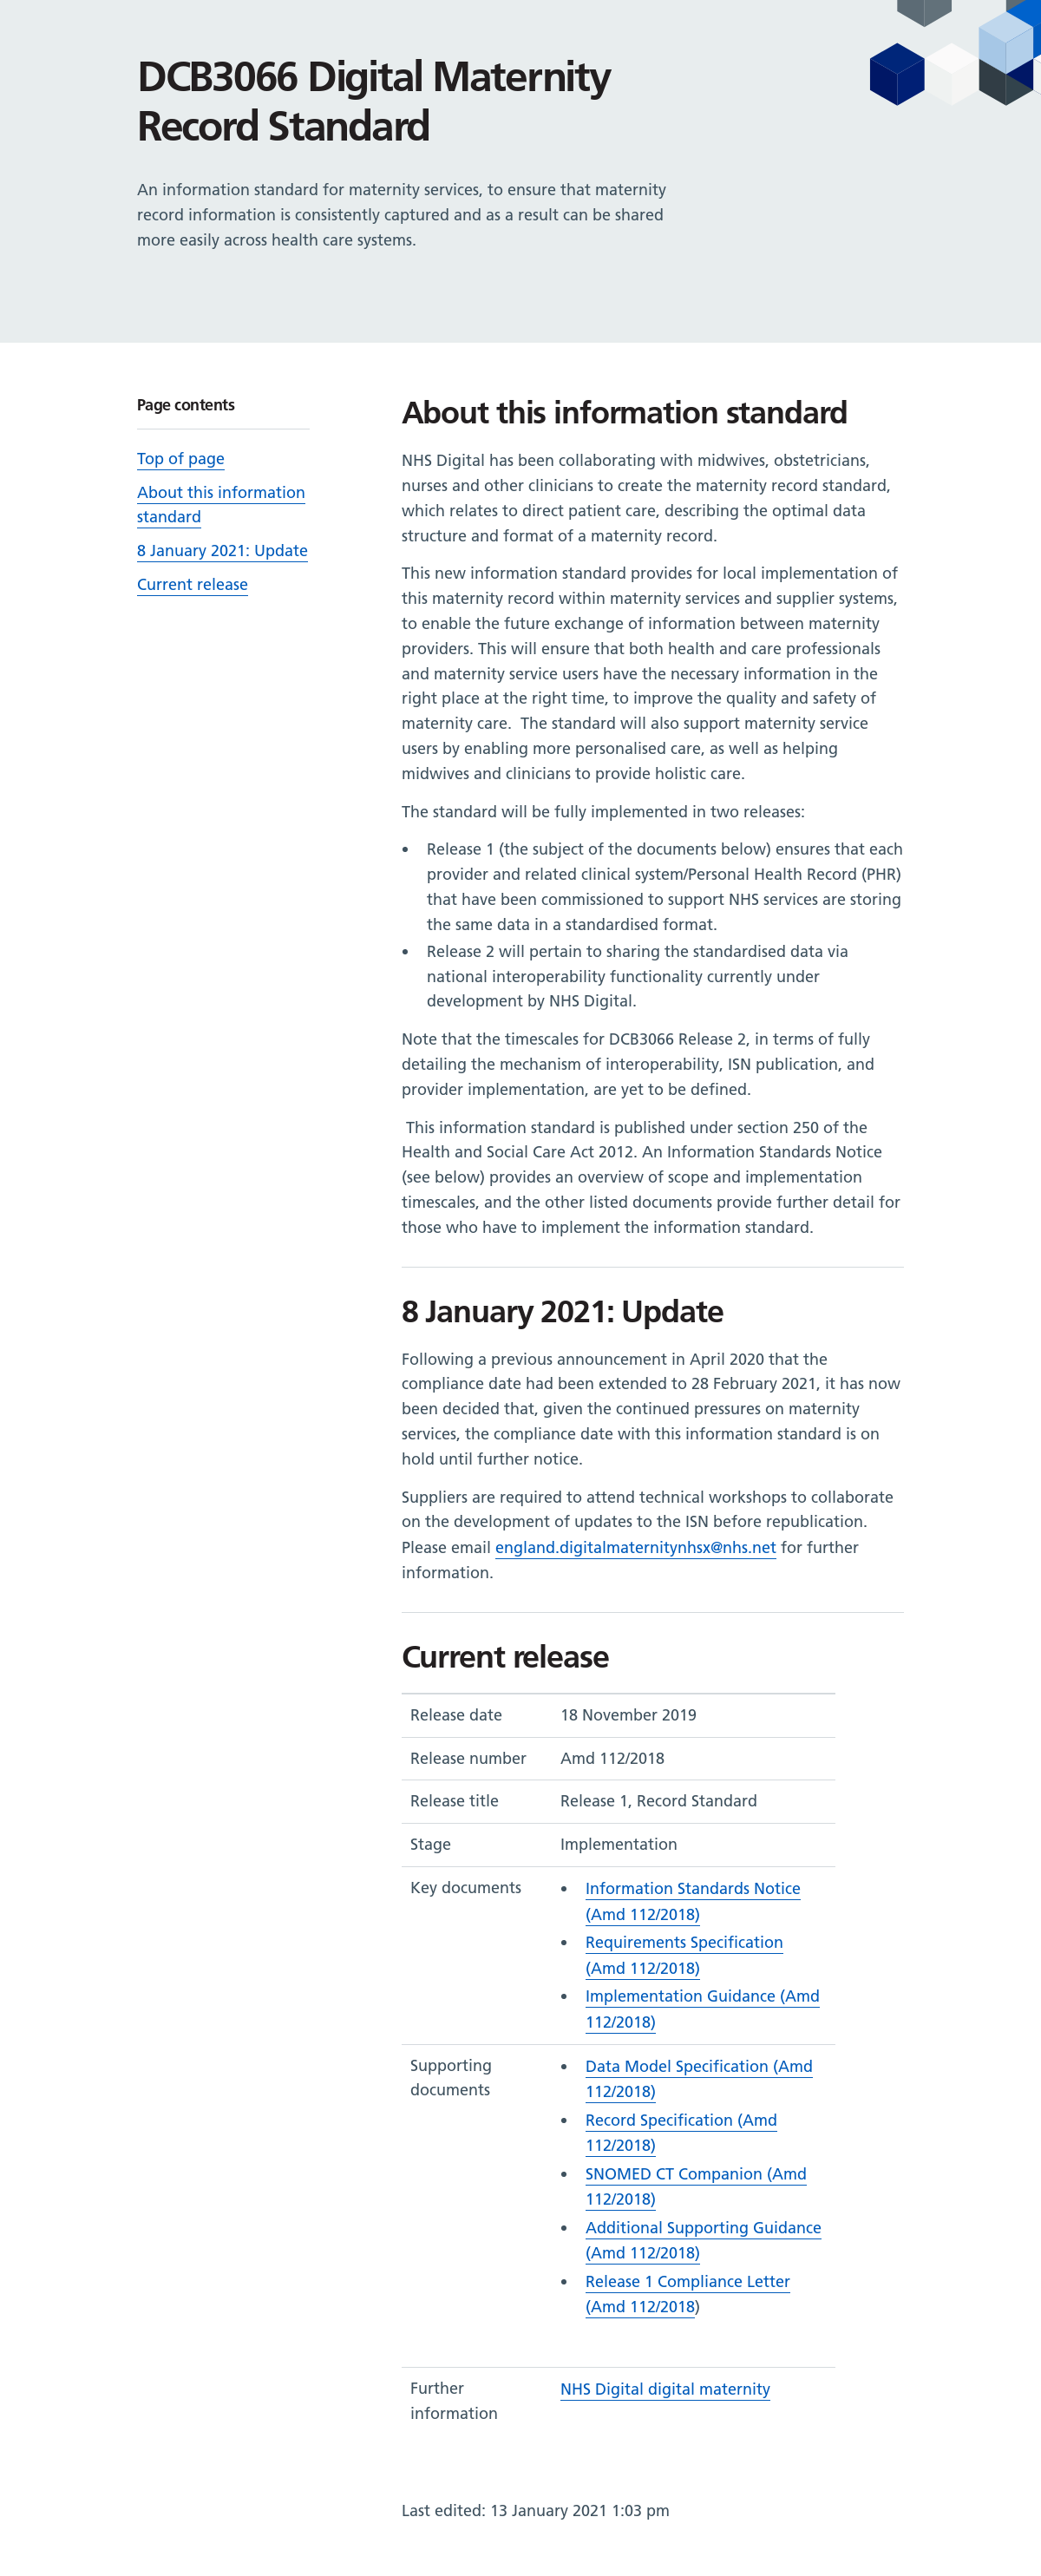 DCB3066 Digital Maternity
Record Standard
An information standard for maternity services, to ensure that maternity
record information is consistently captured and as a result can be shared
more easily across health care systems.
Page contents
Top of page
About this information
standard
8 January 2021: Update
Current release
About this information standard
NHS Digital has been collaborating with midwives, obstetricians,
nurses and other clinicians to create the maternity record standard,
which relates to direct patient care, describing the optimal data
structure and format of a maternity record.
This new information standard provides for local implementation of
this maternity record within maternity services and supplier systems,
to enable the future exchange of information between maternity
providers. This will ensure that both health and care professionals
and maternity service users have the necessary information in the
right place at the right time, to improve the quality and safety of
maternity care.  The standard will also support maternity service
users by enabling more personalised care, as well as helping
midwives and clinicians to provide holistic care.
The standard will be fully implemented in two releases:
• Release 1 (the subject of the documents below) ensures that each
provider and related clinical system/Personal Health Record (PHR)
that have been commissioned to support NHS services are storing
the same data in a standardised format.
• Release 2 will pertain to sharing the standardised data via
national interoperability functionality currently under
development by NHS Digital.
Note that the timescales for DCB3066 Release 2, in terms of fully
detailing the mechanism of interoperability, ISN publication, and
provider implementation, are yet to be defined.
This information standard is published under section 250 of the
Health and Social Care Act 2012. An Information Standards Notice
(see below) provides an overview of scope and implementation
timescales, and the other listed documents provide further detail for
those who have to implement the information standard.
8 January 2021: Update
Following a previous announcement in April 2020 that the
compliance date had been extended to 28 February 2021, it has now
been decided that, given the continued pressures on maternity
services, the compliance date with this information standard is on
hold until further notice.
Suppliers are required to attend technical workshops to collaborate
on the development of updates to the ISN before republication.
Please email england.digitalmaternitynhsx@nhs.net for further
information.
Current release
Release date 18 November 2019
Release number Amd 112/2018
Release title Release 1, Record Standard
Stage Implementation
Key documents • Information Standards Notice
(Amd 112/2018)
• Requirements Specification
(Amd 112/2018)
• Implementation Guidance (Amd
112/2018)
Supporting
documents
• Data Model Specification (Amd
112/2018)
• Record Specification (Amd
112/2018)
• SNOMED CT Companion (Amd
112/2018)
• Additional Supporting Guidance
(Amd 112/2018)
• Release 1 Compliance Letter
(Amd 112/2018)
Further
information
NHS Digital digital maternity
Last edited: 13 January 2021 1:03 pm